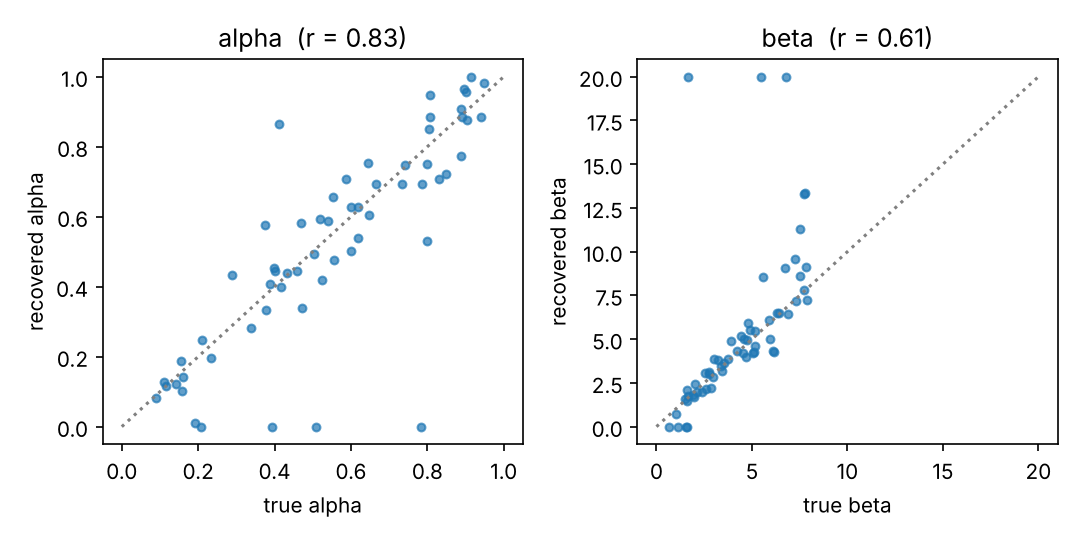 alpha  (r = 0.83)
recovered alpha
1.0
0.8
0.6
0.4
0.2
0.0
0.0 0.2 0.4 0.6 0.8 1.0
true alpha
beta  (r = 0.61)
recovered beta
20.0
17.5
15.0
12.5
10.0
7.5
5.0
2.5
0.0
0 5 10 15 20
true beta